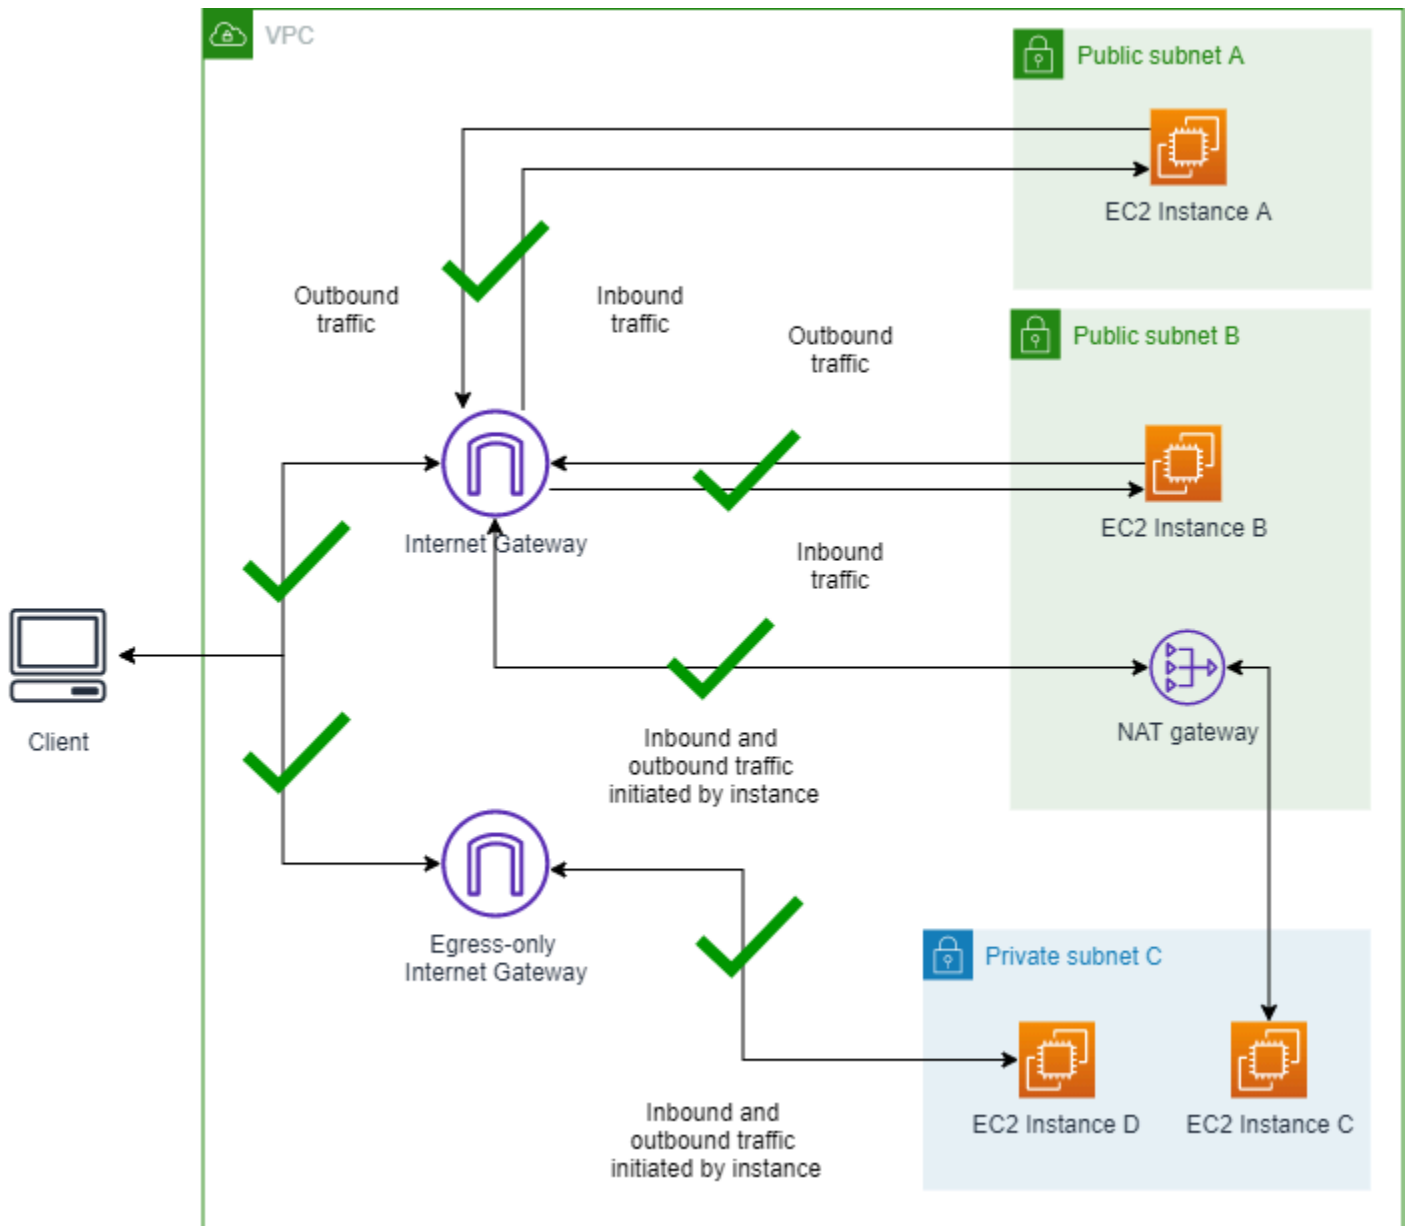 VPC
Public subnet A
EC2 Instance A
Outbound
traffic
Inbound
traffic
Public subnet B
Outbound
traffic
EC2 Instance B
Internet Gateway
Inbound
traffic
Client
NAT gateway
Inbound and
outbound traffic
initiated by instance
Egress-only
Internet Gateway
Private subnet C
EC2 Instance D
EC2 Instance C
Inbound and
outbound traffic
initiated by instance